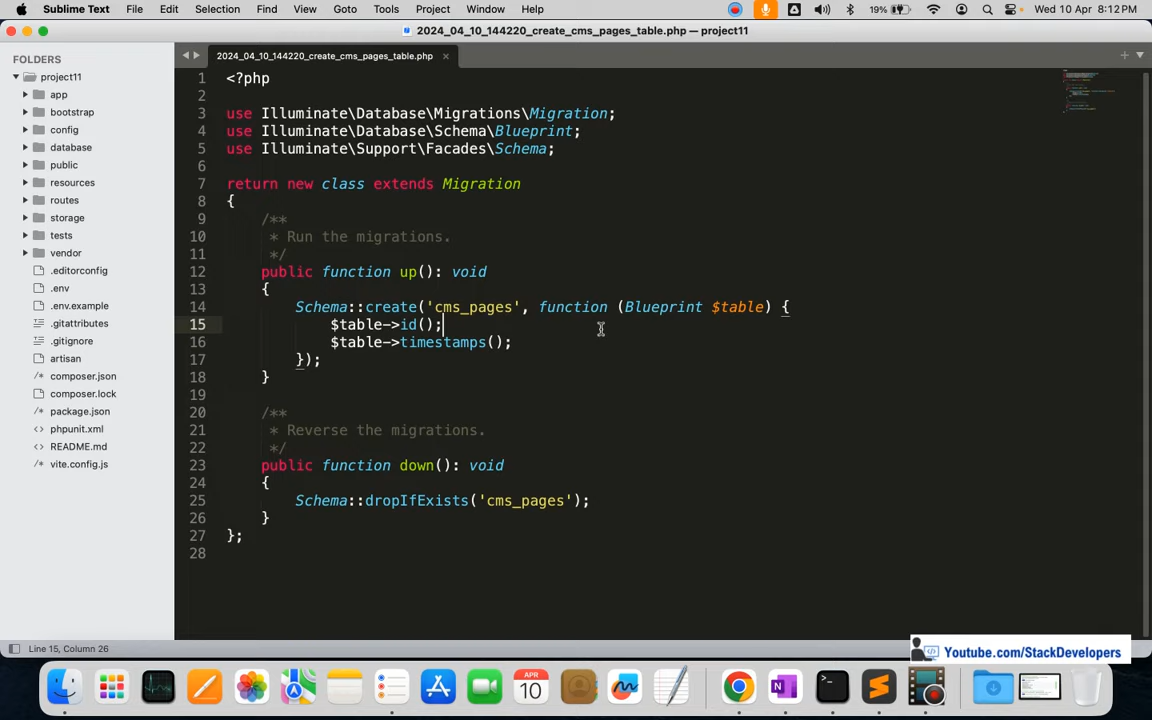 Sublime Text File Edit Selection Find View Goto Tools Project Window Help 19% Wed 10 Apr 8:12 PM
2024_04_10_144220_create_cms_pages_table.php — project11
FOLDERS
project11
app
bootstrap
config
database
public
resources
routes
storage
tests
vendor
.editorconfig
.env
.env.example
.gitattributes
.gitignore
artisan
composer.json
composer.lock
package.json
phpunit.xml
README.md
vite.config.js
2024_04_10_144220_create_cms_pages_table.php
1 <?php
2
3 use Illuminate\Database\Migrations\Migration;
4 use Illuminate\Database\Schema\Blueprint;
5 use Illuminate\Support\Facades\Schema;
6
7 return new class extends Migration
8 {
9 /**
10 * Run the migrations.
11 */
12 public function up(): void
13 {
14 Schema::create('cms_pages', function (Blueprint $table) {
15 $table->id();
16 $table->timestamps();
17 });
18 }
19
20 /**
21 * Reverse the migrations.
22 */
23 public function down(): void
24 {
25 Schema::dropIfExists('cms_pages');
26 }
27 };
28
Line 15, Column 26
Youtube.com/StackDevelopers
APR
10